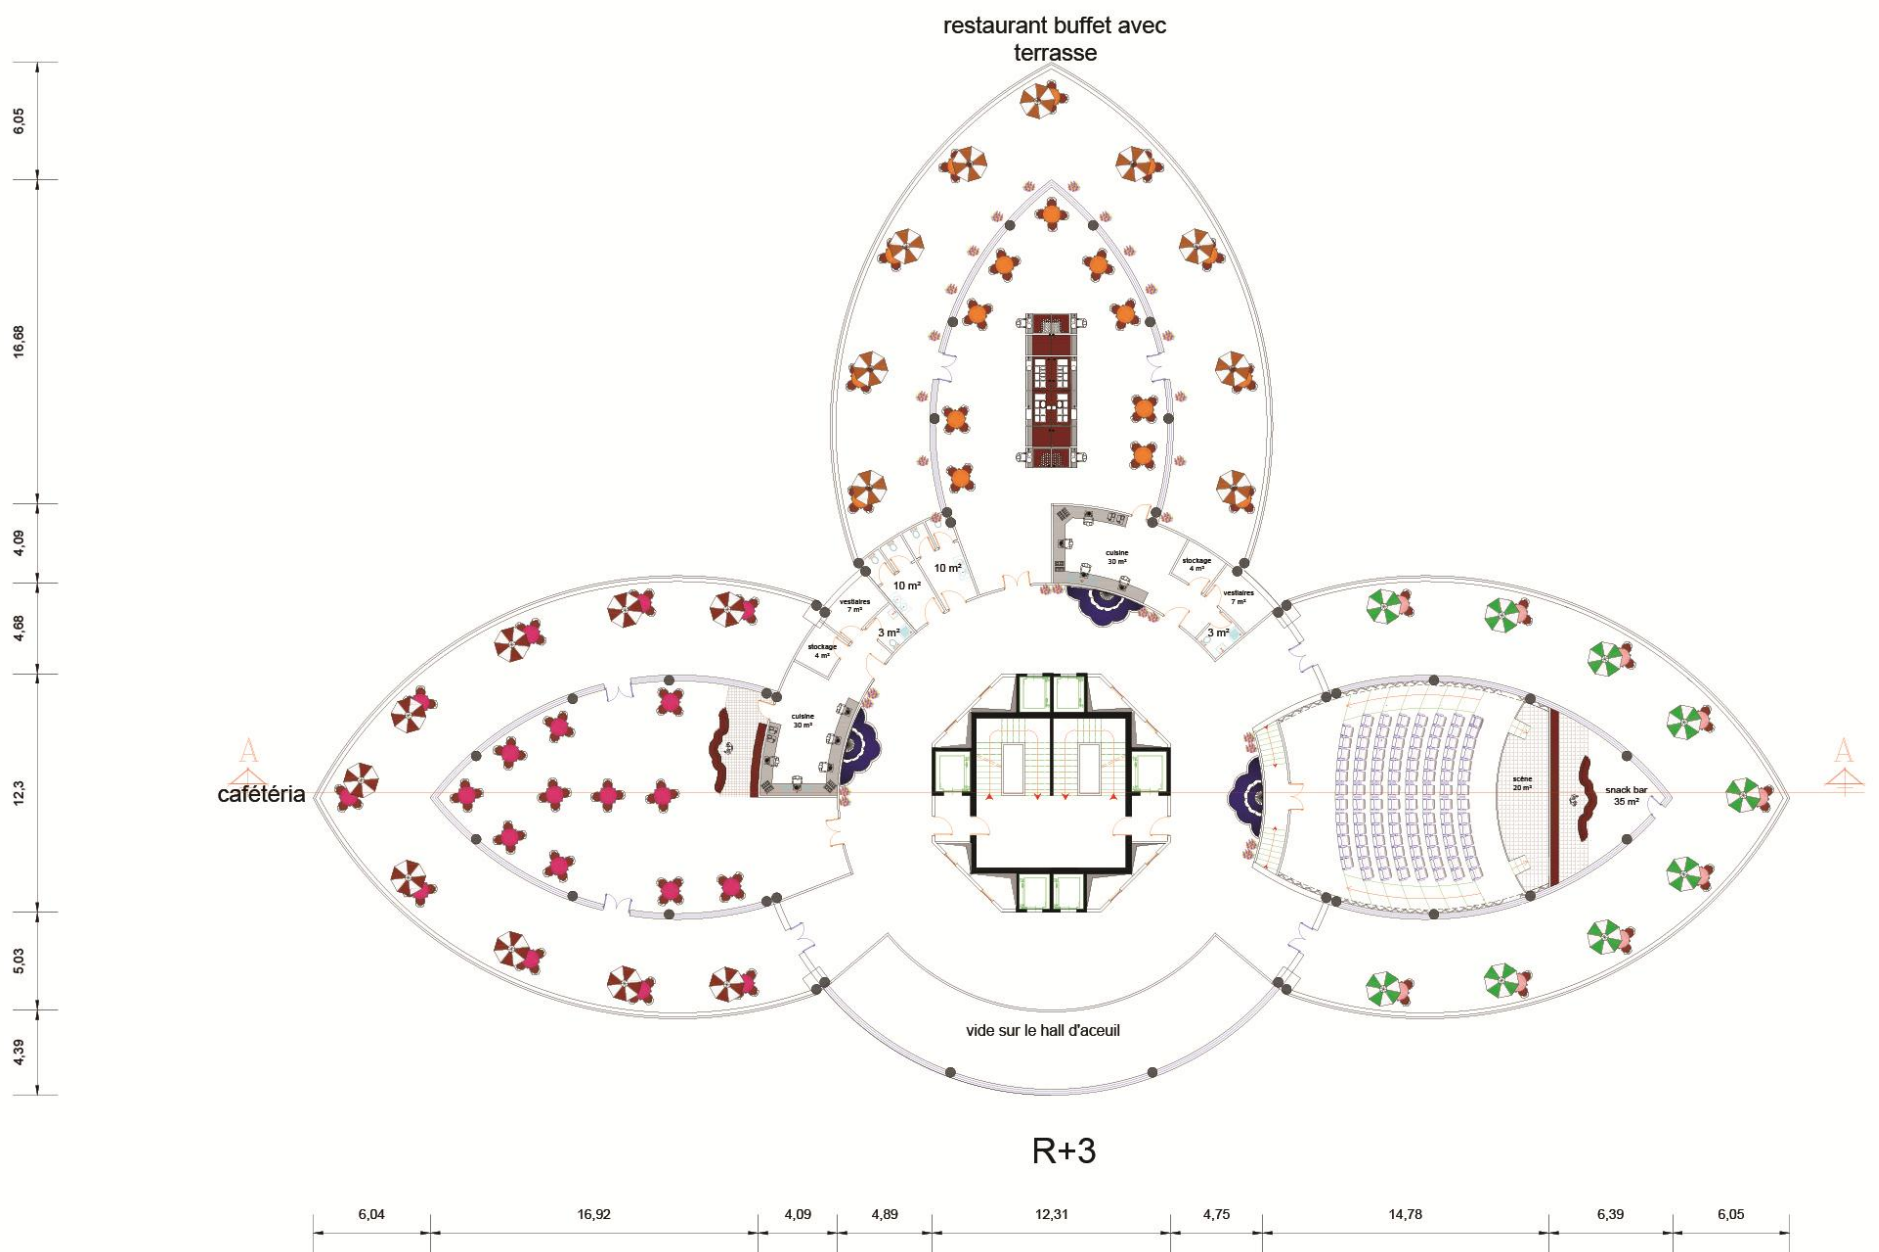 restaurant buffet avec
terrasse
6,05
16,68
4,09
4,68
12,3
5,03
4,39
cuisine
30 m²
stockage
4 m²
vestiaires
7 m²
3 m²
10 m²
10 m²
vestiaires
7 m²
3 m²
stockage
4 m²
cuisine
30 m²
A
cafétéria
A
scène
20 m²
snack bar
35 m²
vide sur le hall d'aceuil
R+3
6,04
16,92
4,09
4,89
12,31
4,75
14,78
6,39
6,05